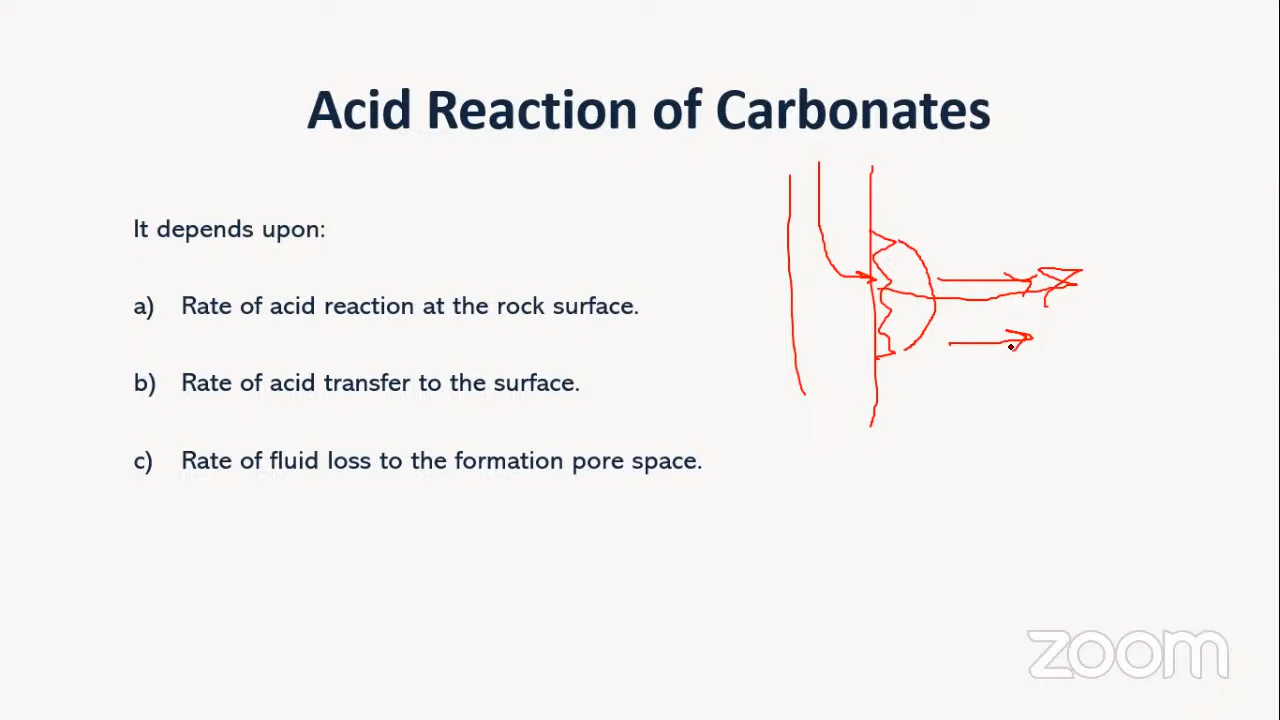 Acid Reaction of Carbonates
It depends upon:
a) Rate of acid reaction at the rock surface.
b) Rate of acid transfer to the surface.
c) Rate of fluid loss to the formation pore space.
zoom